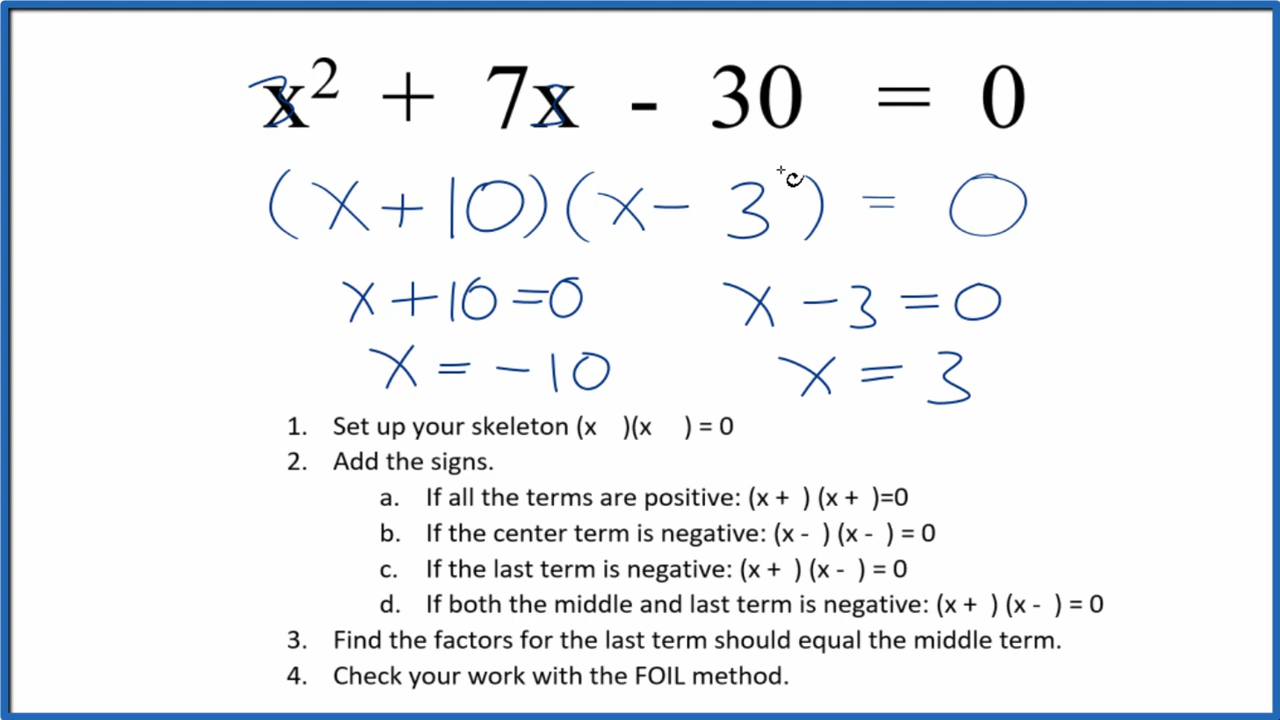 x² + 7x - 30 = 0
(x+10)(x-3) = 0
x+10=0 x-3=0
x=-10 x=3
1. Set up your skeleton (x )(x ) = 0
2. Add the signs.
a. If all the terms are positive: (x + ) (x + )=0
b. If the center term is negative: (x - ) (x - ) = 0
c. If the last term is negative: (x + ) (x - ) = 0
d. If both the middle and last term is negative: (x + ) (x - ) = 0
3. Find the factors for the last term should equal the middle term.
4. Check your work with the FOIL method.